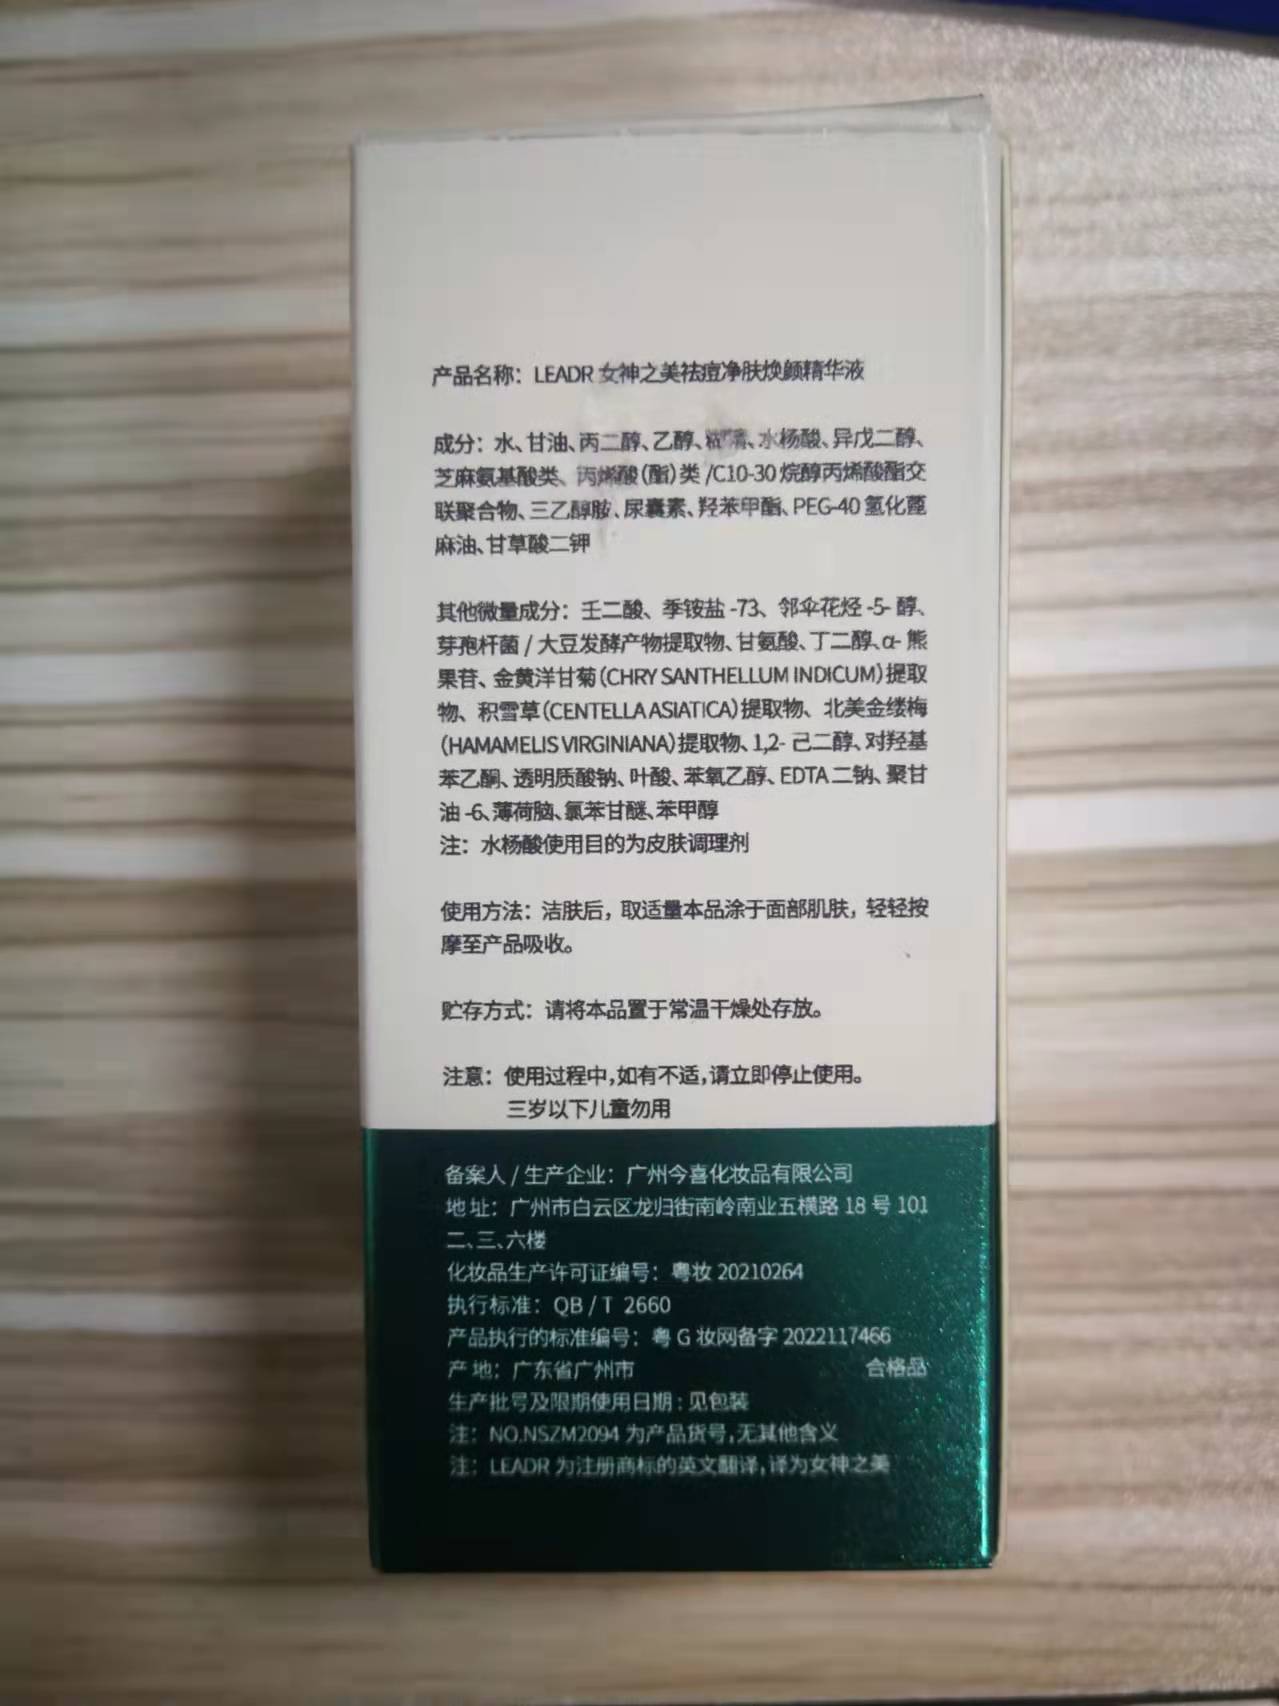 产品名称：LEADR 女神之美祛痘净肤焕颜精华液
成分：水、甘油、丙二醇、乙醇、糊精、水杨酸、异戊二醇、
芝麻氨基酸类、丙烯酸（酯）类 /C10-30 烷醇丙烯酸酯交
联聚合物、三乙醇胺、尿囊素、羟苯甲酯、PEG-40 氢化蓖
麻油、甘草酸二钾
其他微量成分：壬二酸、季铵盐 -73、邻伞花烃 -5- 醇、
芽孢杆菌 / 大豆发酵产物提取物、甘氨酸、丁二醇、α- 熊
果苷、金黄洋甘菊（CHRY SANTHELLUM INDICUM）提取
物、积雪草（CENTELLA ASIATICA）提取物、北美金缕梅
（HAMAMELIS VIRGINIANA）提取物、1,2- 己二醇、对羟基
苯乙酮、透明质酸钠、叶酸、苯氧乙醇、EDTA 二钠、聚甘
油 -6、薄荷脑、氯苯甘醚、苯甲醇
注：水杨酸使用目的为皮肤调理剂
使用方法：洁肤后，取适量本品涂于面部肌肤，轻轻按
摩至产品吸收。
贮存方式：请将本品置于常温干燥处存放。
注意：使用过程中，如有不适，请立即停止使用。
三岁以下儿童勿用
备案人 / 生产企业：广州今喜化妆品有限公司
地 址：广州市白云区龙归街南岭南业五横路 18 号 101
二、三、六楼
化妆品生产许可证编号：粤妆 20210264
执行标准：QB / T 2660
产品执行的标准编号：粤 G 妆网备字 2022117466
产 地：广东省广州市 合格品
生产批号及限期使用日期：见包装
注：NO.NSZM2094 为产品货号，无其他含义
注：LEADR 为注册商标的英文翻译，译为女神之美